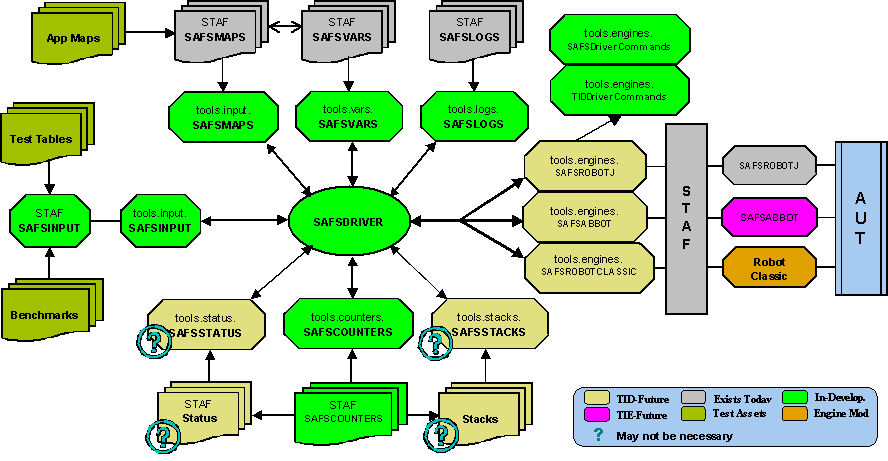 App Maps
STAF
SAFSMAPS
STAF
SAFSVARS
STAF
SAFSLOGS
tools.engines.
SAFSDriverCommands
tools.engines.
TIDDriverCommands
tools.input.
SAFSMAPS
tools.vars.
SAFSVARS
tools.logs.
SAFSLOGS
Test Tables
tools.engines.
SAFSROBOTJ
STAF
SAFSROBOTJ
AUT
STAF
SAFSINPUT
tools.input.
SAFSINPUT
SAFSDRIVER
tools.engines.
SAFSABBOT
SAFSABBOT
tools.engines.
SAFSROBOTCLASSIC
Robot
Classic
Benchmarks
tools.status.
SAFSSTATUS
?
tools.counters.
SAFSCOUNTERS
tools.stacks.
SAFSSTACKS
?
STAF
Status
?
STAF
SAFSCOUNTERS
Stacks
?
TID-Future
Exists Today
In-Develop.
TIE-Future
Test Assets
Engine Mod
? May not be necessary